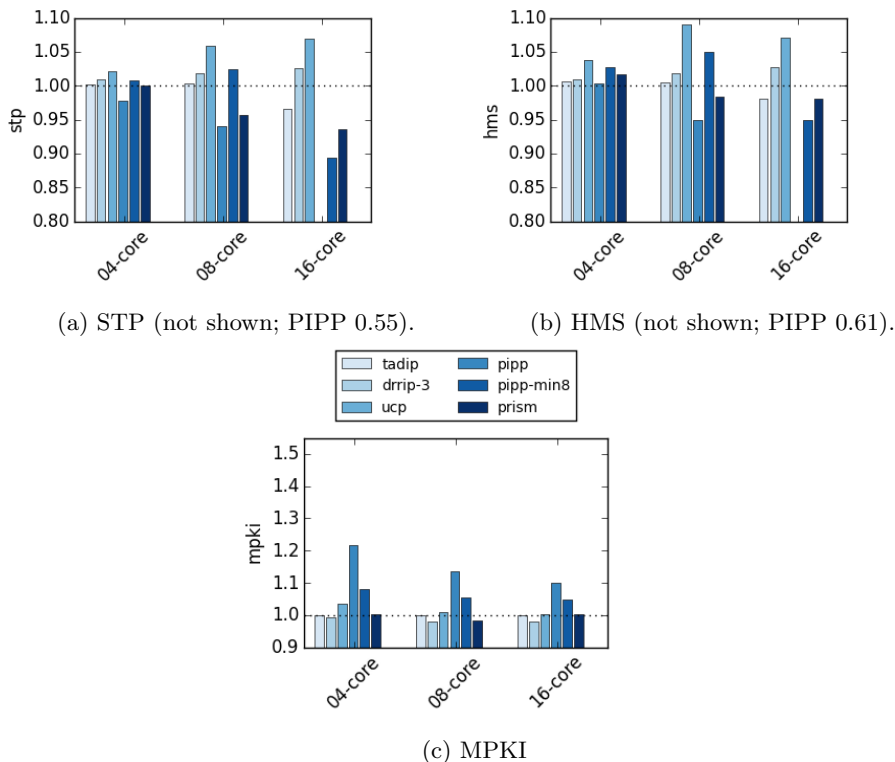 1.10
1.05
1.00
0.95
0.90
0.85
0.80
stp
04-core
08-core
16-core
(a) STP (not shown; PIPP 0.55).
1.10
1.05
1.00
0.95
0.90
0.85
0.80
hms
04-core
08-core
16-core
(b) HMS (not shown; PIPP 0.61).
tadip
drrip-3
ucp
pipp
pipp-min8
prism
1.5
1.4
1.3
1.2
1.1
1.0
0.9
mpki
04-core
08-core
16-core
(c) MPKI